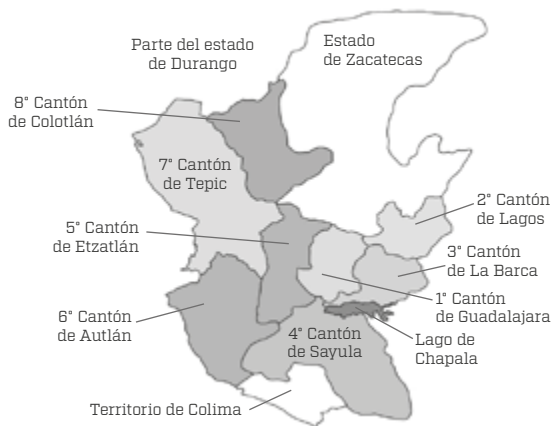 Parte del estado
de Durango
Estado
de Zacatecas
8° Cantón
de Colotlán
7° Cantón
de Tepic
2° Cantón
de Lagos
5° Cantón
de Etzatlán
3° Cantón
de La Barca
1° Cantón
de Guadalajara
6° Cantón
de Autlán
4° Cantón
de Sayula
Lago de
Chapala
Territorio de Colima